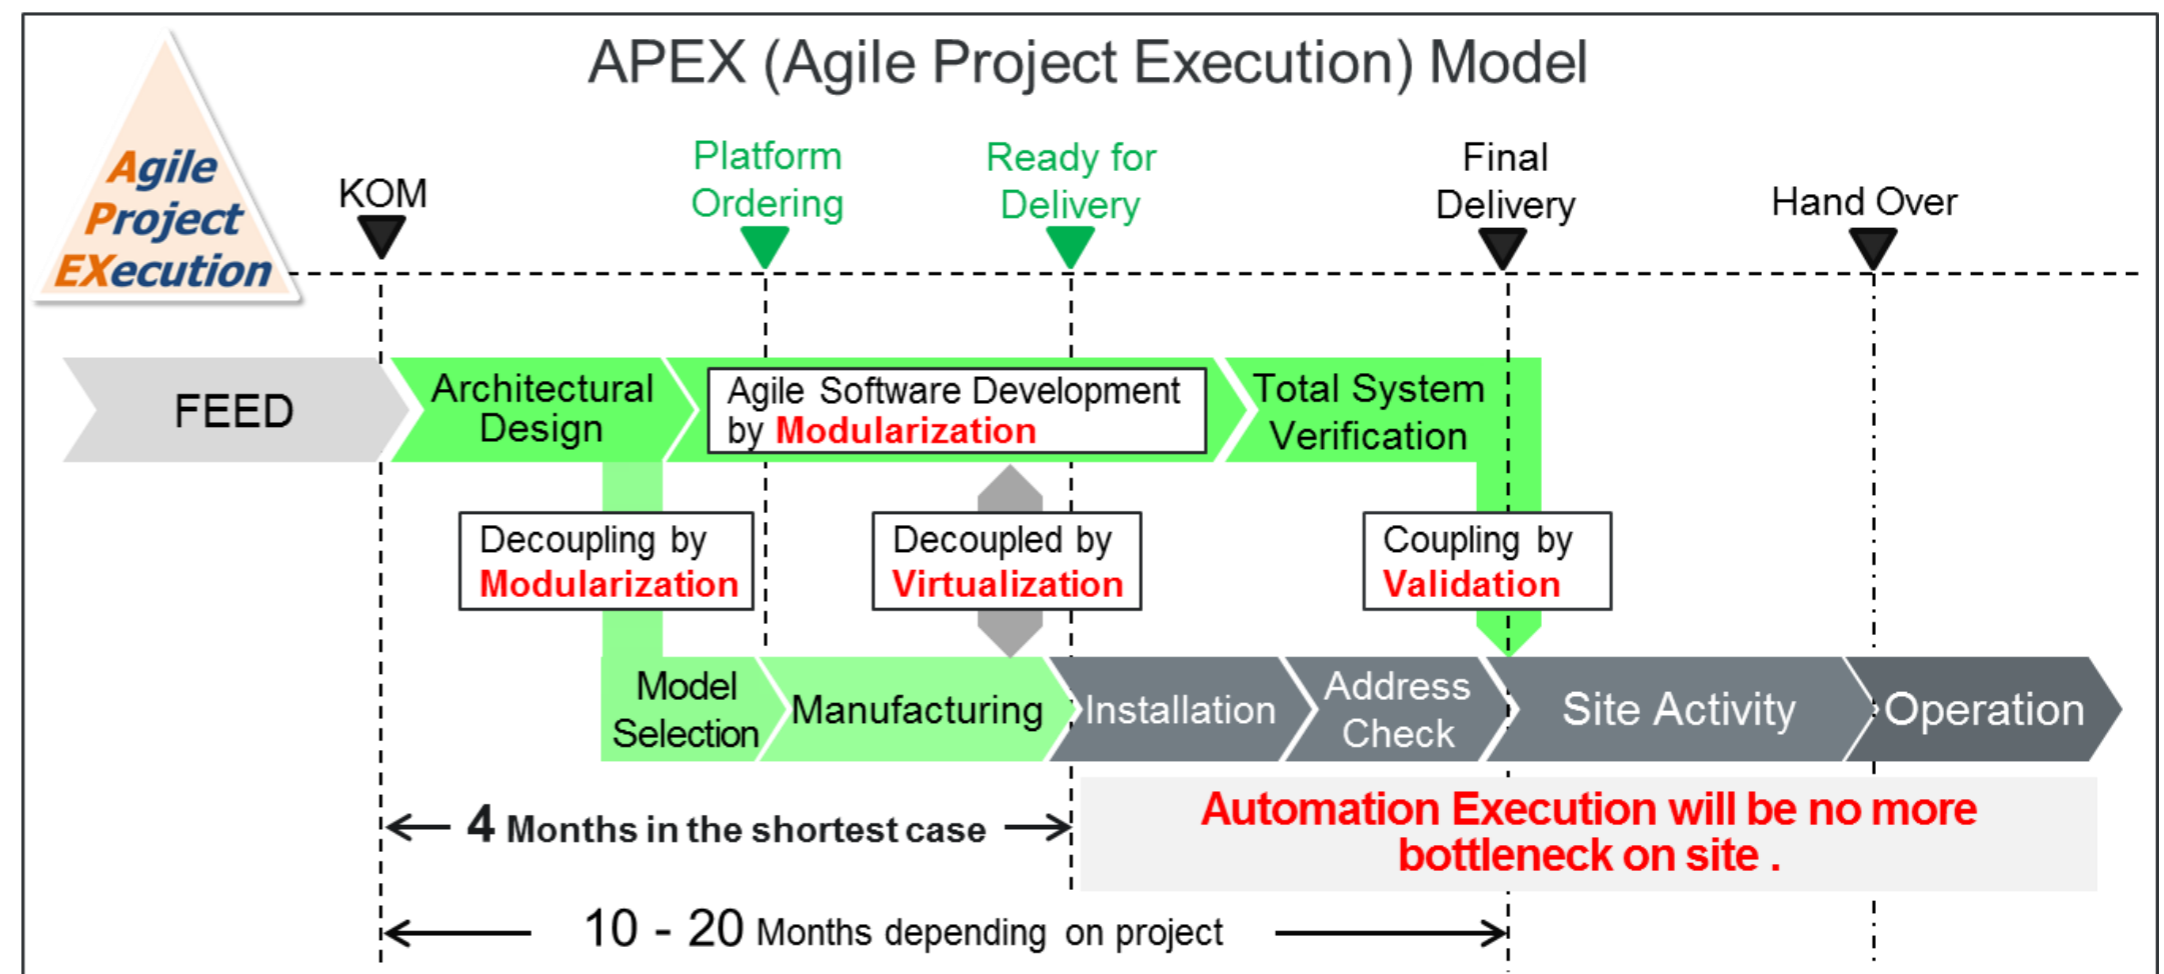 APEX (Agile Project Execution) Model
Agile
Project
EXecution
KOM
Platform
Ordering
Ready for
Delivery
Final
Delivery
Hand Over
FEED
Architectural
Design
Agile Software Development
by Modularization
Total System
Verification
Decoupling by
Modularization
Decoupled by
Virtualization
Coupling by
Validation
Model
Selection
Manufacturing
Installation
Address
Check
Site Activity
Operation
4 Months in the shortest case
Automation Execution will be no more
bottleneck on site .
10 - 20 Months depending on project